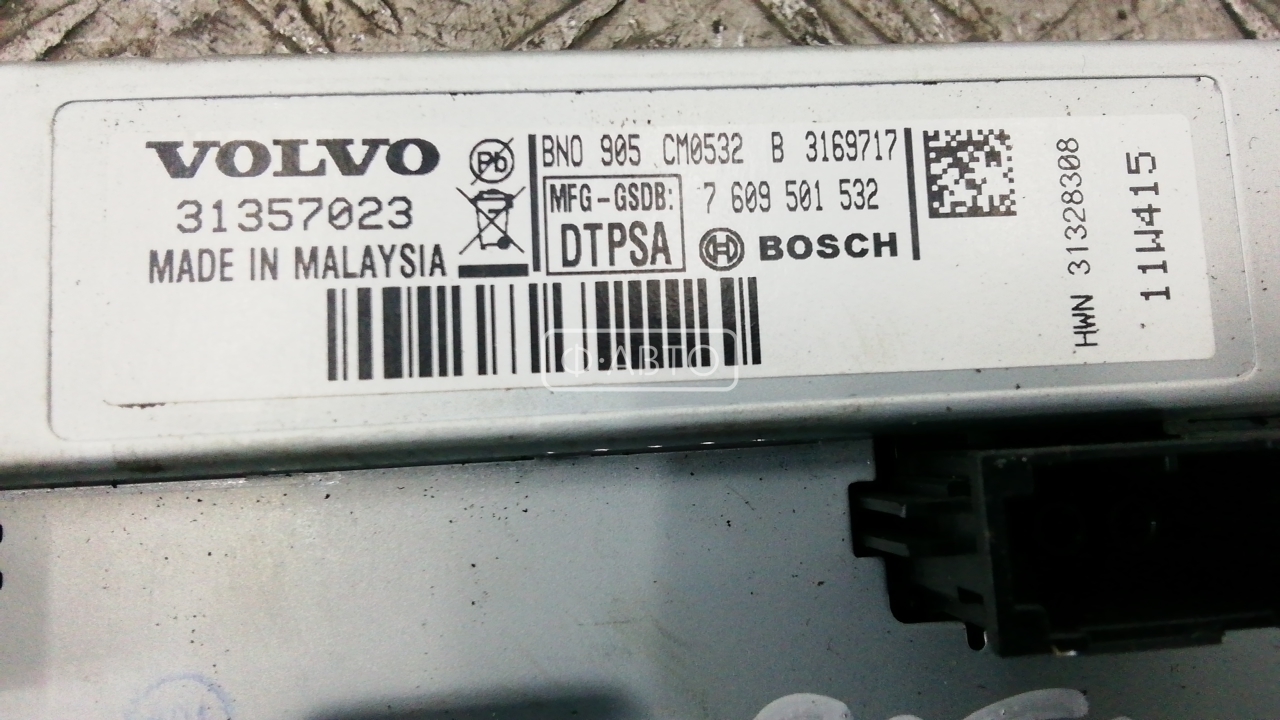 VOLVO
31357023
MADE IN MALAYSIA
Pb
BNO 905 CM0532 B 3169717
MFG-GSDB: 7 609 501 532
DTPSA
BOSCH
HWN 31328308
11W415
Ф·АВТО